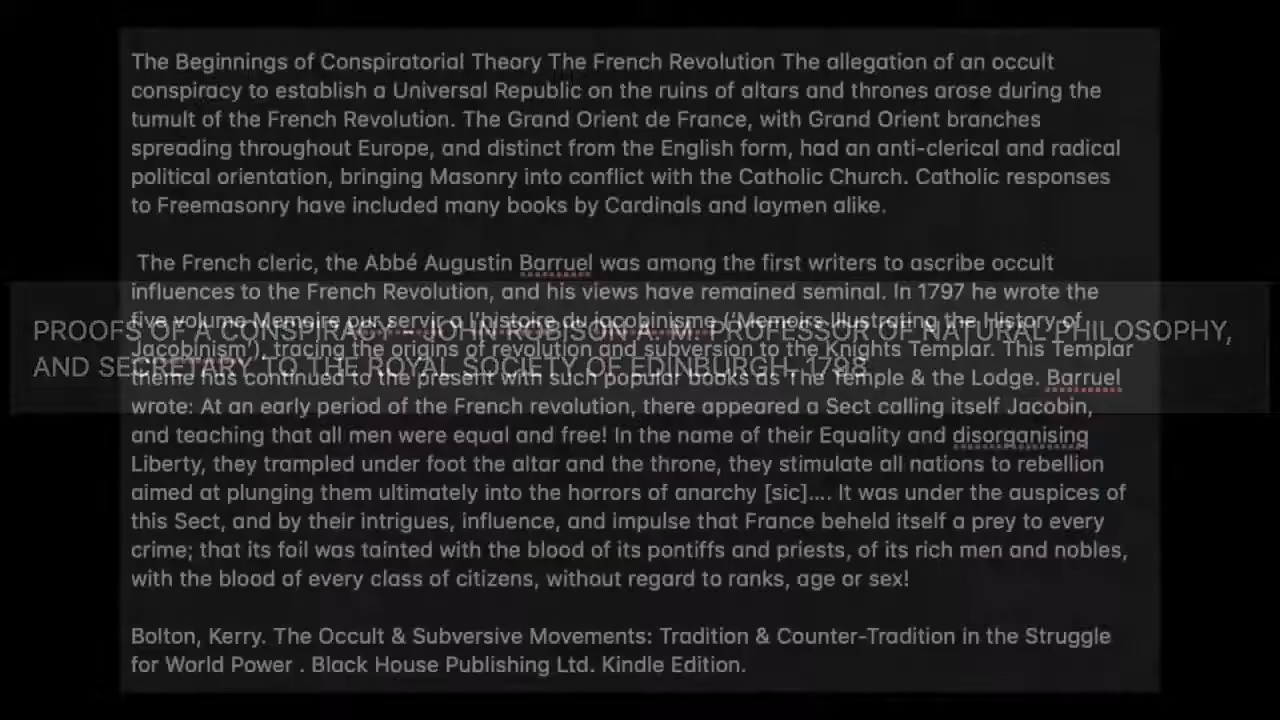 The Beginnings of Conspiratorial Theory The French Revolution The allegation of an occult
conspiracy to establish a Universal Republic on the ruins of altars and thrones arose during the
tumult of the French Revolution. The Grand Orient de France, with Grand Orient branches
spreading throughout Europe, and distinct from the English form, had an anti-clerical and radical
political orientation, bringing Masonry into conflict with the Catholic Church. Catholic responses
to Freemasonry have included many books by Cardinals and laymen alike.
The French cleric, the Abbé Augustin Barruel was among the first writers to ascribe occult
influences to the French Revolution, and his views have remained seminal. In 1797 he wrote the
five volume Memoire pur servir a l'histoire du jacobinisme ("Memoirs Illustrating the History of
PROOFS OF A CONSPIRACY - JOHN ROBISON A. M. PROFESSOR OF NATURAL PHILOSOPHY,
Jacobinism"), tracing the origins of revolution and subversion to the Knights Templar. This Templar
AND SECRETARY TO THE ROYAL SOCIETY OF EDINBURGH, 1798
theme has continued to the present with such popular books as The Temple & the Lodge. Barruel
wrote: At an early period of the French revolution, there appeared a Sect calling itself Jacobin,
and teaching that all men were equal and free! In the name of their Equality and disorganising
Liberty, they trampled under foot the altar and the throne, they stimulate all nations to rebellion
aimed at plunging them ultimately into the horrors of anarchy [sic].... It was under the auspices of
this Sect, and by their intrigues, influence, and impulse that France beheld itself a prey to every
crime; that its foil was tainted with the blood of its pontiffs and priests, of its rich men and nobles,
with the blood of every class of citizens, without regard to ranks, age or sex!
Bolton, Kerry. The Occult & Subversive Movements: Tradition & Counter-Tradition in the Struggle
for World Power . Black House Publishing Ltd. Kindle Edition.